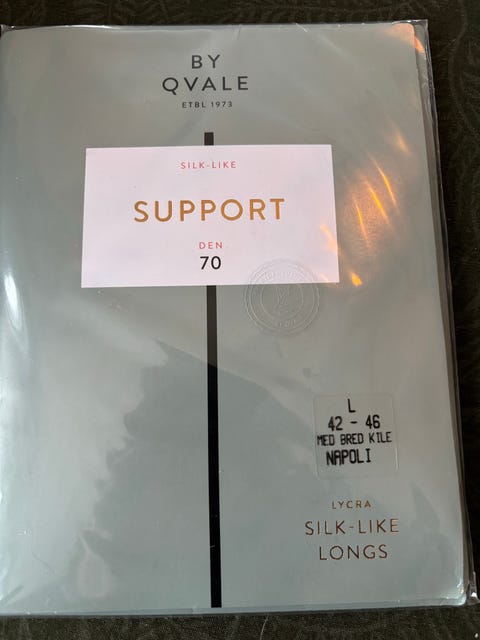 BY
QVALE
ETBL 1973
SILK-LIKE
SUPPORT
DEN.
70
L
42 - 46
MED BRED KILE
NAPOLI
LYCRA
SILK-LIKE
LONGS